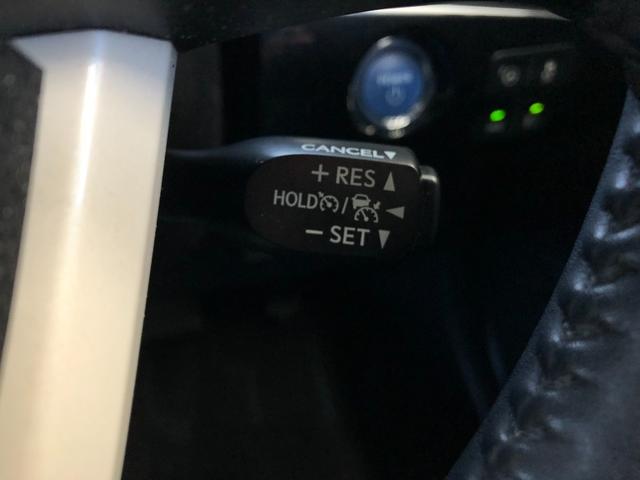 CANCEL▼
+ RES ▲
HOLD / ◄
− SET ▼